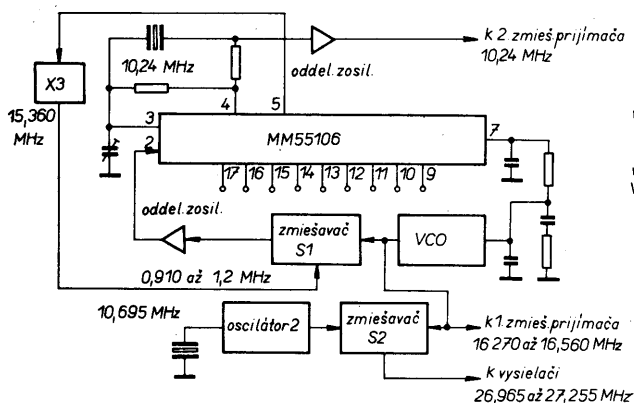 k 2. zmieš. prijímača
10,24 MHz
10,24 MHz
oddel. zosil.
X3
15,360
MHz
4
5
3
2
MM55106
7
17
16
15
14
13
12
11
10
9
oddel. zosil.
zmiešavač
S1
VCO
0,910 až 1,2 MHz
10,695 MHz
oscilátor 2
zmiešavač
S2
k 1. zmieš. prijímača
16 270 až 16,560 MHz
k vysielači
26,965 až 27,255 MHz